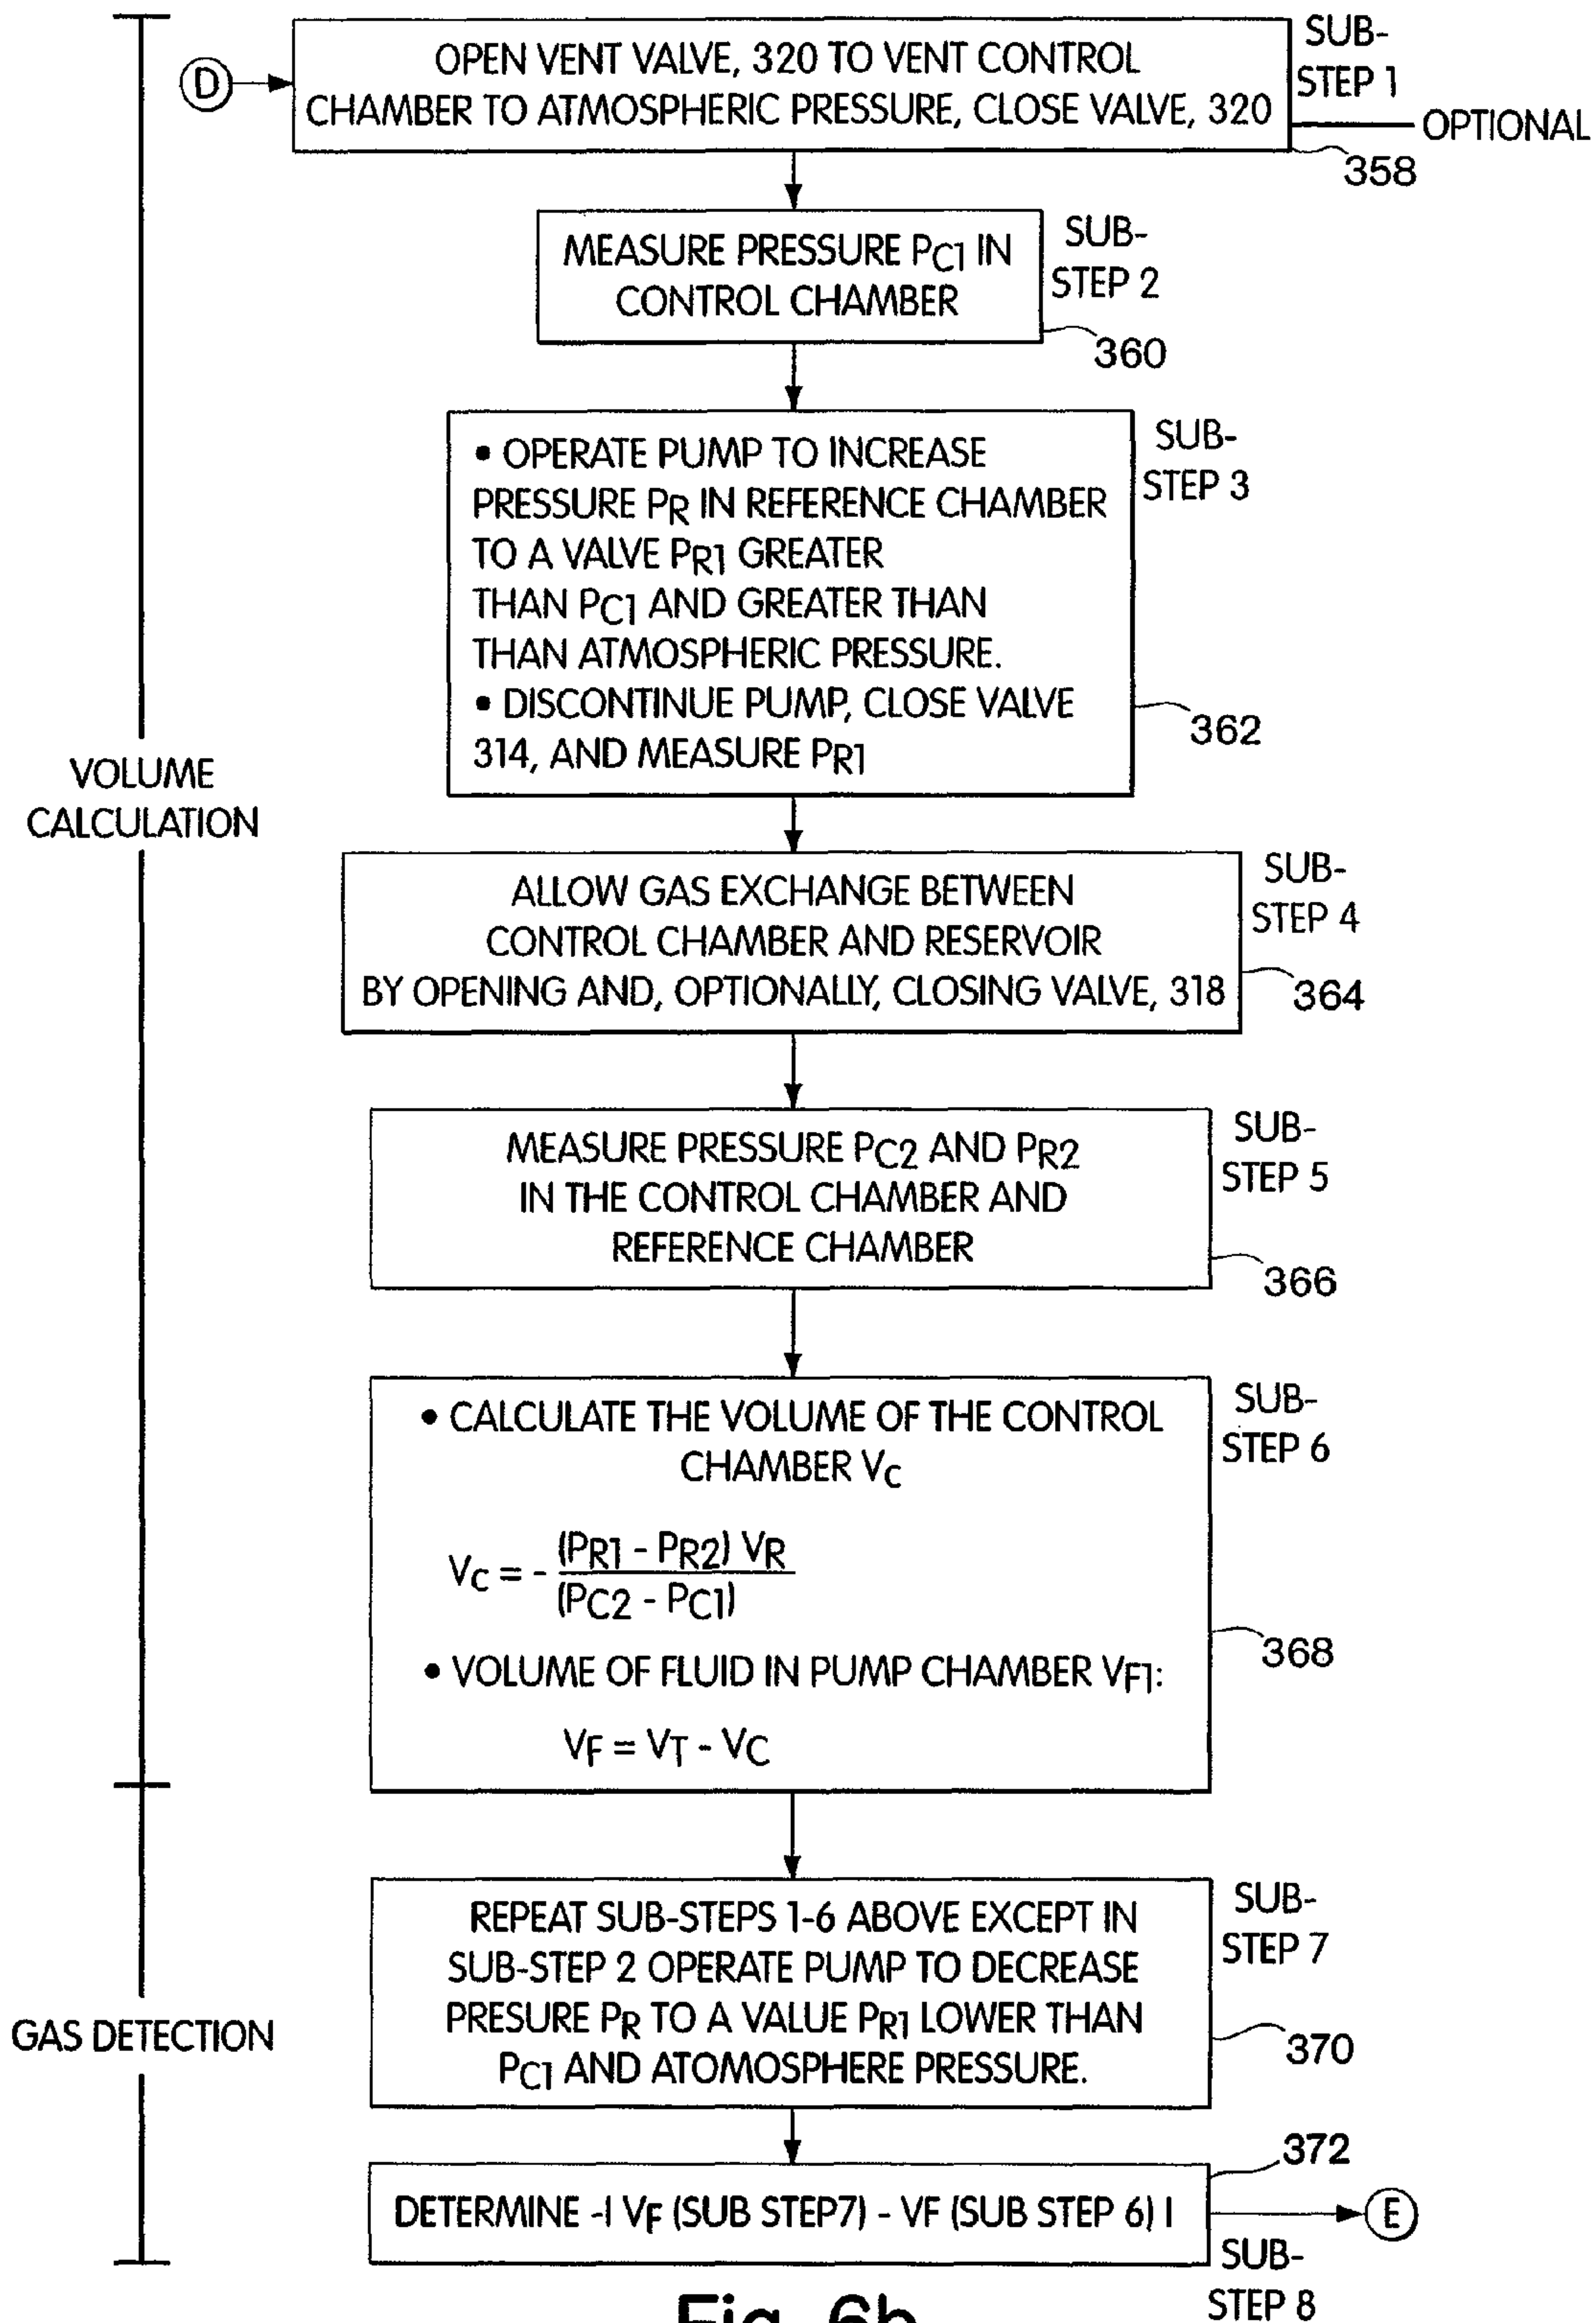 D
OPEN VENT VALVE, 320 TO VENT CONTROL
CHAMBER TO ATMOSPHERIC PRESSURE, CLOSE VALVE, 320
SUB-
STEP 1
OPTIONAL
358
MEASURE PRESSURE PC1 IN
CONTROL CHAMBER
SUB-
STEP 2
360
• OPERATE PUMP TO INCREASE
PRESSURE PR IN REFERENCE CHAMBER
TO A VALVE PR1 GREATER
THAN PC1 AND GREATER THAN
THAN ATMOSPHERIC PRESSURE.
• DISCONTINUE PUMP, CLOSE VALVE
314, AND MEASURE PR1
SUB-
STEP 3
362
VOLUME
CALCULATION
ALLOW GAS EXCHANGE BETWEEN
CONTROL CHAMBER AND RESERVOIR
BY OPENING AND, OPTIONALLY, CLOSING VALVE, 318
SUB-
STEP 4
364
MEASURE PRESSURE PC2 AND PR2
IN THE CONTROL CHAMBER AND
REFERENCE CHAMBER
SUB-
STEP 5
366
• CALCULATE THE VOLUME OF THE CONTROL
CHAMBER VC
VC = - (PR1 - PR2) VR
(PC2 - PC1)
• VOLUME OF FLUID IN PUMP CHAMBER VF1:
VF = VT - VC
SUB-
STEP 6
368
REPEAT SUB-STEPS 1-6 ABOVE EXCEPT IN
SUB-STEP 2 OPERATE PUMP TO DECREASE
PRESURE PR TO A VALUE PR1 LOWER THAN
PC1 AND ATOMOSPHERE PRESSURE.
SUB-
STEP 7
370
GAS DETECTION
372
DETERMINE -I VF (SUB STEP7) - VF (SUB STEP 6) I
E
SUB-
STEP 8
Fig. 6b